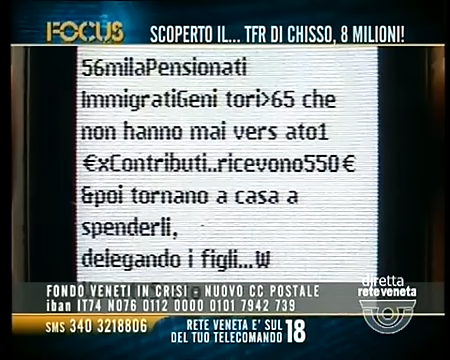 FOCUS
SCOPERTO IL... TFR DI CHISSO, 8 MILIONI!
56milaPensionati
ImmigratiGeni tori>65 che
non hanno mai vers ato1
€xContributi..ricevono550€
&poi tornano a casa a
spenderli,
delegando i figli...W
diretta
reteveneta
FONDO VENETI IN CRISI e NUOVO CC POSTALE
iban IT74 N076 0112 0000 0101 7942 739
SMS 340 3218806
RETE VENETA E' SUL
DEL TUO TELECOMANDO 18